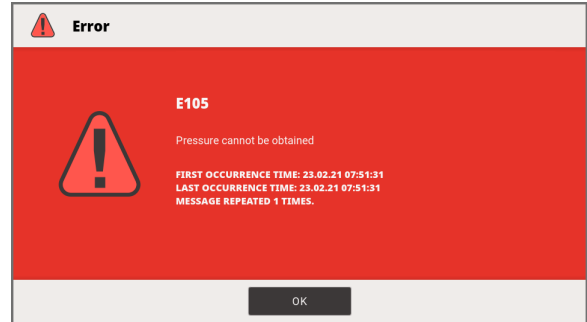 Error
E105
Pressure cannot be obtained
FIRST OCCURRENCE TIME: 23.02.21 07:51:31
LAST OCCURRENCE TIME: 23.02.21 07:51:31
MESSAGE REPEATED 1 TIMES.
OK